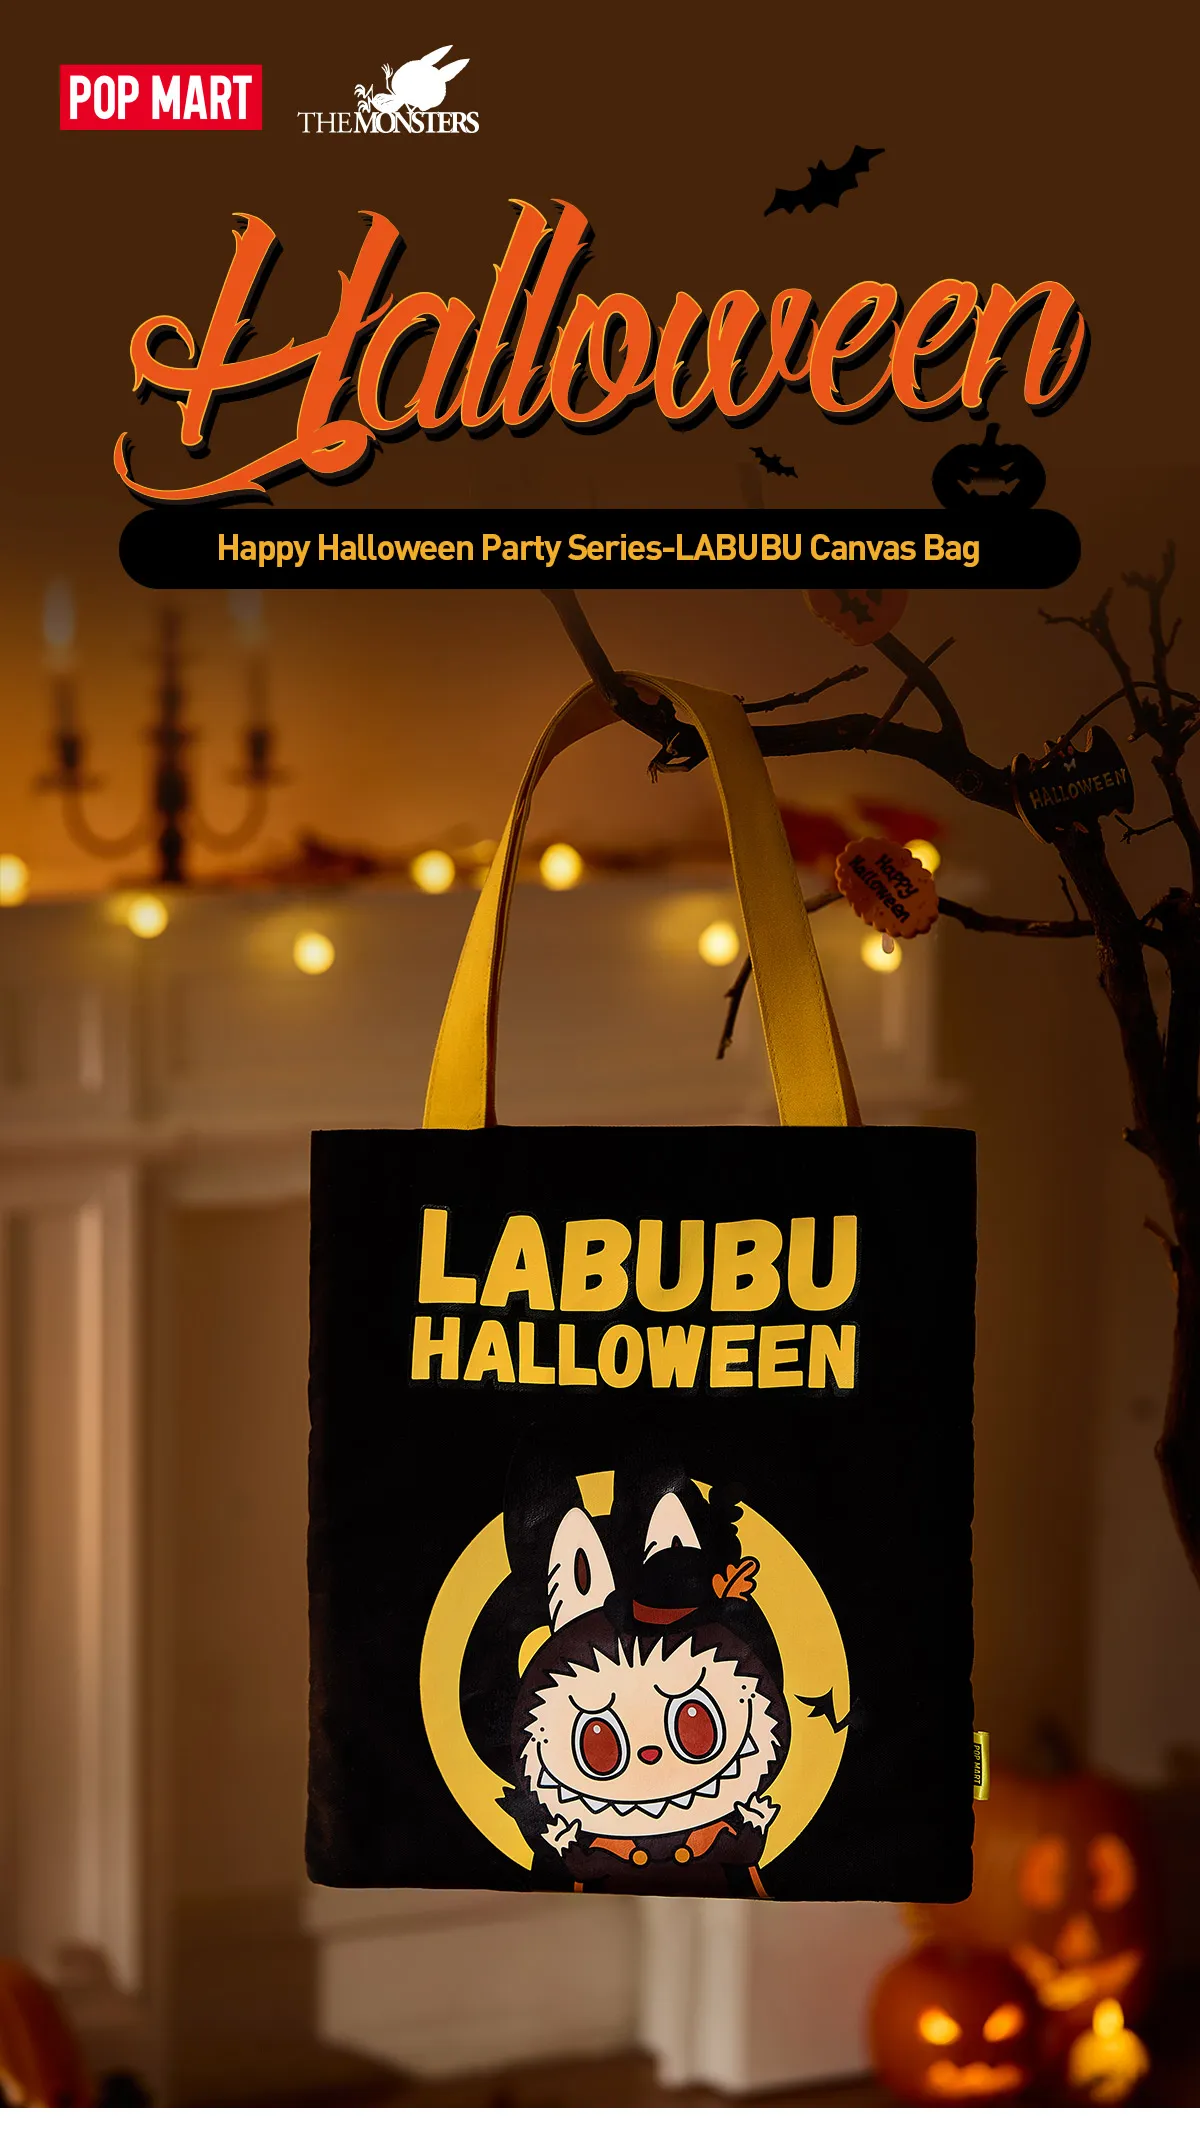 POP MART
THE MONSTERS
Halloween
Happy Halloween Party Series-LABUBU Canvas Bag
HALLOWEEN
Happy
Halloween
LABUBU
HALLOWEEN
POP MART